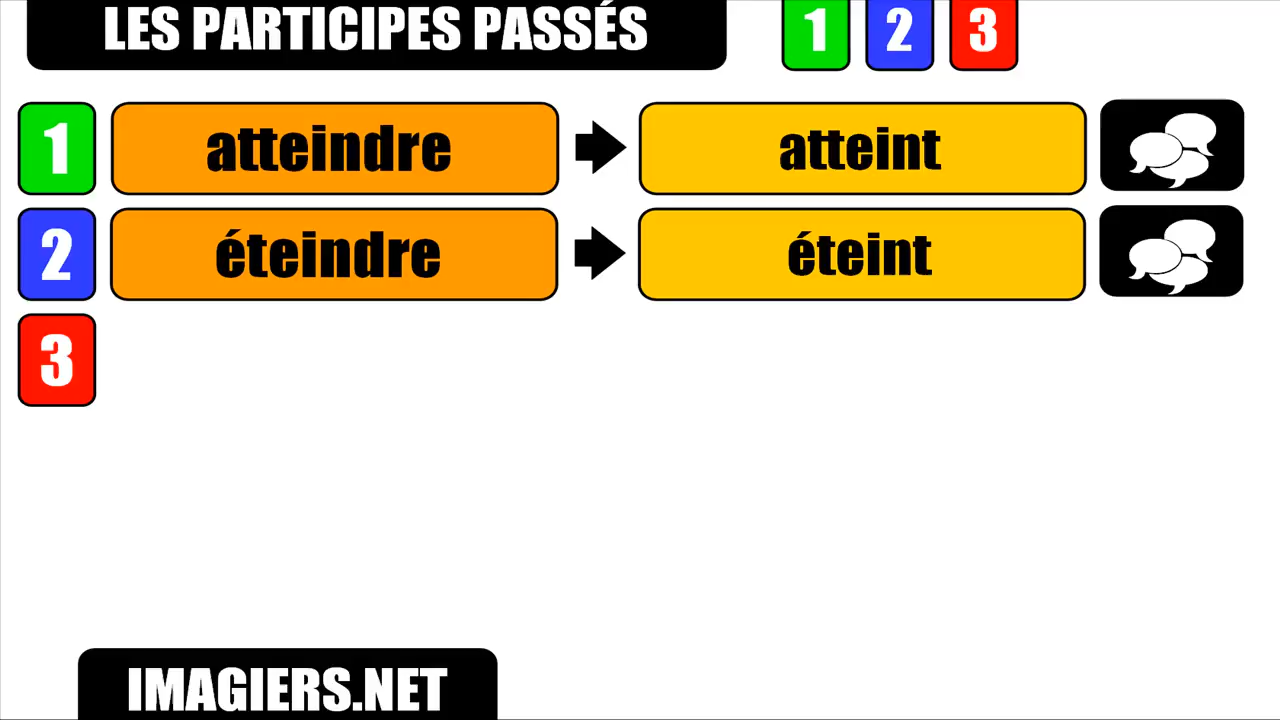 LES PARTICIPES PASSÉS 1 2 3
1 atteindre atteint
2 éteindre éteint
3
IMAGIERS.NET